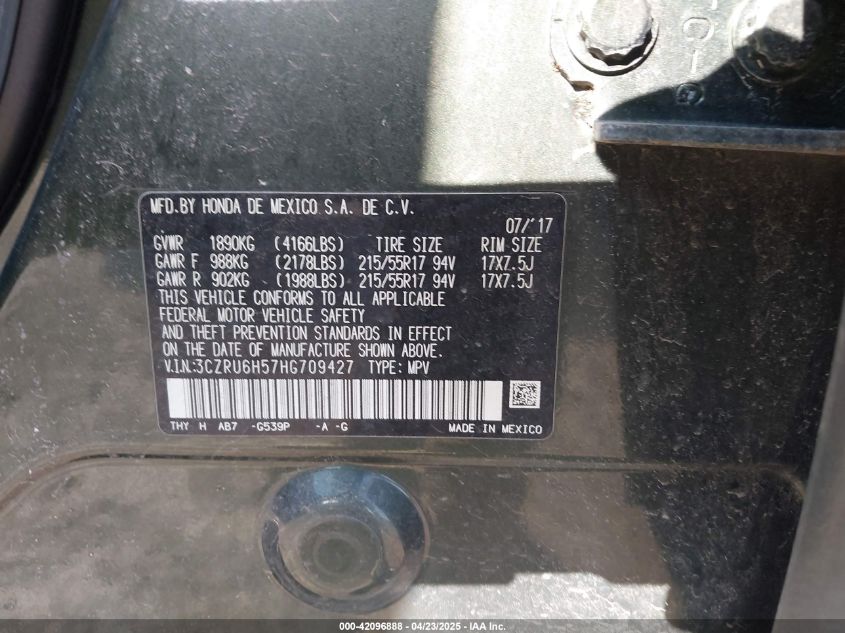 MFD.BY HONDA DE MEXICO S.A. DE C.V.
07/'17
GVWR 1890KG (4166LBS) TIRE SIZE RIM SIZE
GAWR F 988KG (2178LBS) 215/55R17 94V 17X7.5J
GAWR R 902KG (1988LBS) 215/55R17 94V 17X7.5J
THIS VEHICLE CONFORMS TO ALL APPLICABLE
FEDERAL MOTOR VEHICLE SAFETY
AND THEFT PREVENTION STANDARDS IN EFFECT
ON THE DATE OF MANUFACTURE SHOWN ABOVE.
V.I.N:3CZRU6H57HG709427 TYPE: MPV
THY H AB7 -G539P -A -G MADE IN MEXICO
000-42096888 - 04/23/2025 - IAA Inc.